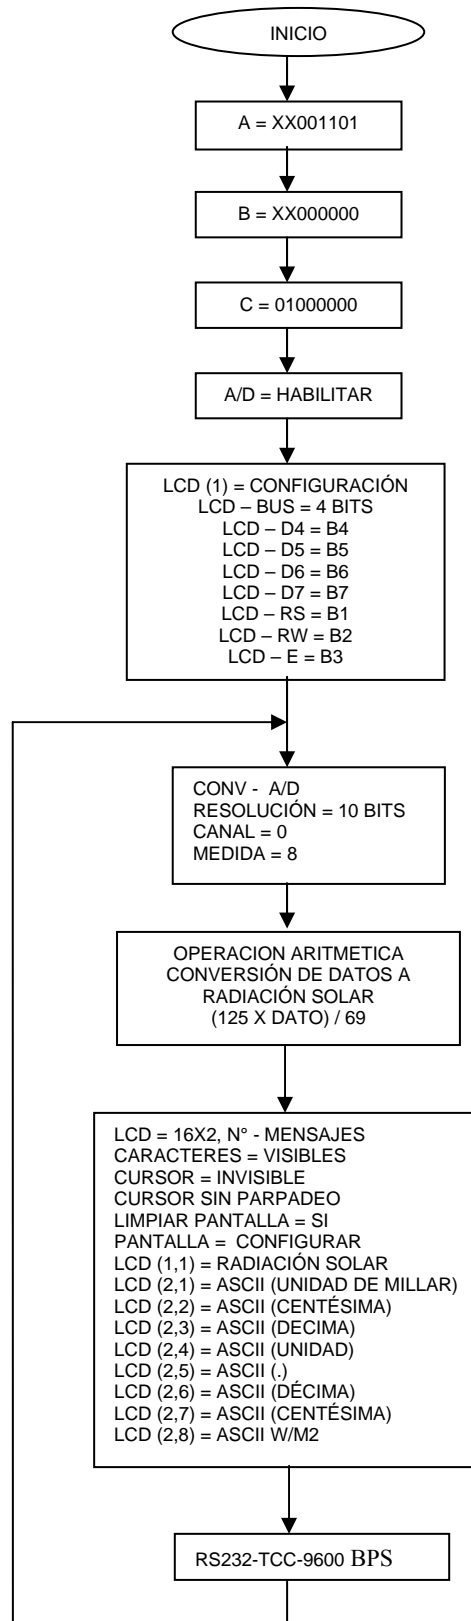 INICIO
A = XX001101
B = XX000000
C = 01000000
A/D = HABILITAR
LCD (1) = CONFIGURACIÓN
LCD – BUS = 4 BITS
LCD – D4 = B4
LCD – D5 = B5
LCD – D6 = B6
LCD – D7 = B7
LCD – RS = B1
LCD – RW = B2
LCD – E = B3
CONV - A/D
RESOLUCIÓN = 10 BITS
CANAL = 0
MEDIDA = 8
OPERACION ARITMETICA
CONVERSIÓN DE DATOS A
RADIACIÓN SOLAR
(125 X DATO) / 69
LCD = 16X2, N° - MENSAJES
CARACTERES = VISIBLES
CURSOR = INVISIBLE
CURSOR SIN PARPADEO
LIMPIAR PANTALLA = SI
PANTALLA = CONFIGURAR
LCD (1,1) = RADIACIÓN SOLAR
LCD (2,1) = ASCII (UNIDAD DE MILLAR)
LCD (2,2) = ASCII (CENTÉSIMA)
LCD (2,3) = ASCII (DECIMA)
LCD (2,4) = ASCII (UNIDAD)
LCD (2,5) = ASCII (.)
LCD (2,6) = ASCII (DÉCIMA)
LCD (2,7) = ASCII (CENTÉSIMA)
LCD (2,8) = ASCII W/M2
RS232-TCC-9600 BPS